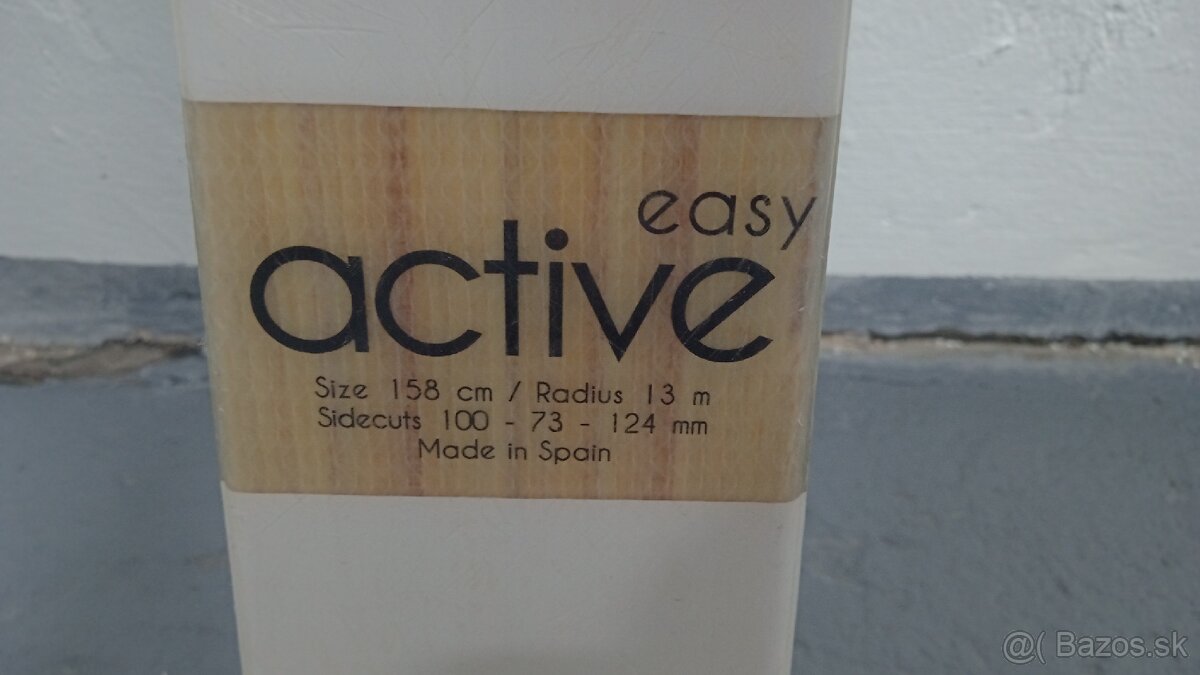 easy
active
Size 158 cm / Radius 13 m
Sidecuts 100 - 73 - 124 mm
Made in Spain
@( Bazos.sk